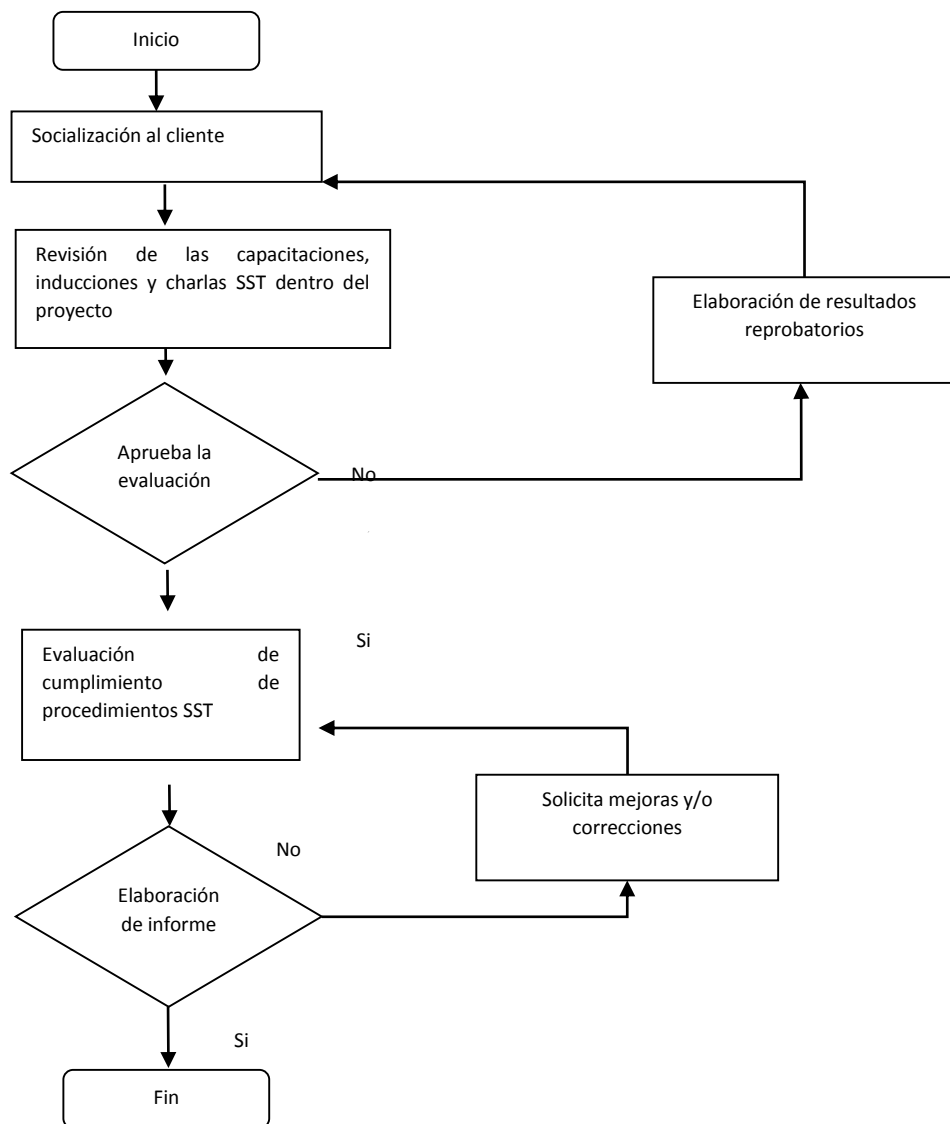 Inicio
Socialización al cliente
Revisión de las capacitaciones,
inducciones y charlas SST dentro del
proyecto
Elaboración de resultados
reprobatorios
Aprueba la
evaluación
No
Si
Evaluación de
cumplimiento de
procedimientos SST
Solicita mejoras y/o
correcciones
No
Elaboración
de informe
Si
Fin